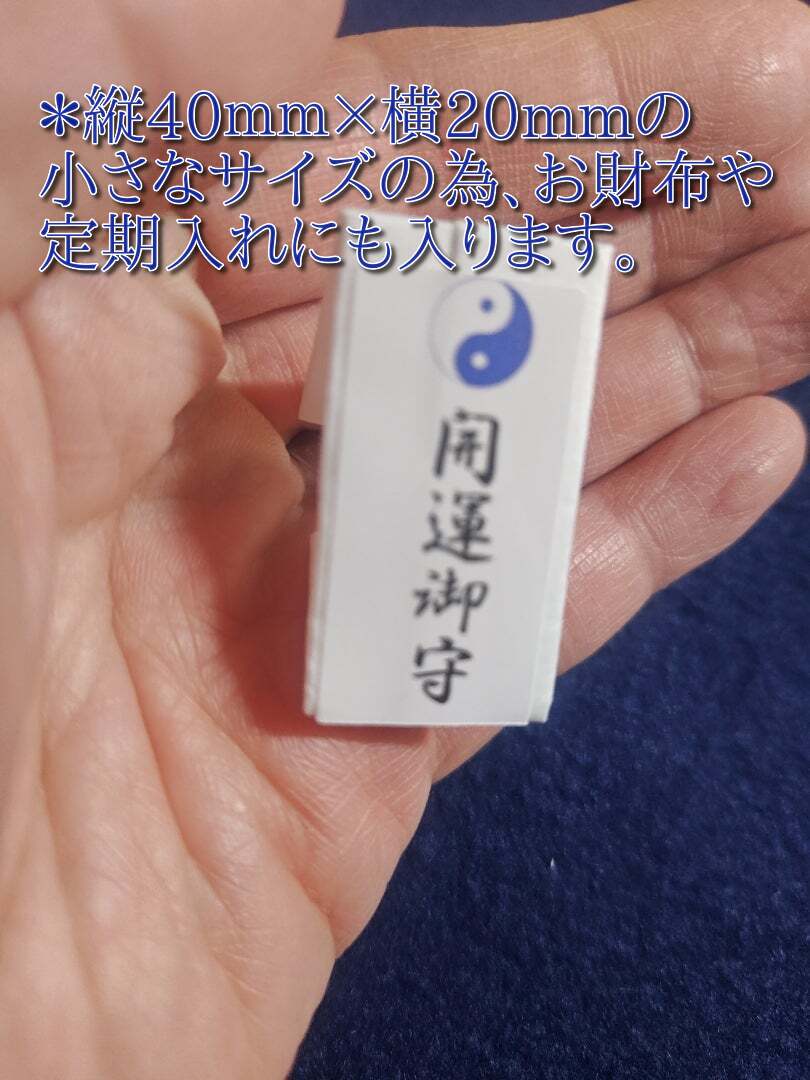 *縦40mm×横20mmの
小さなサイズの為、お財布や
定期入れにも入ります。
開運御守